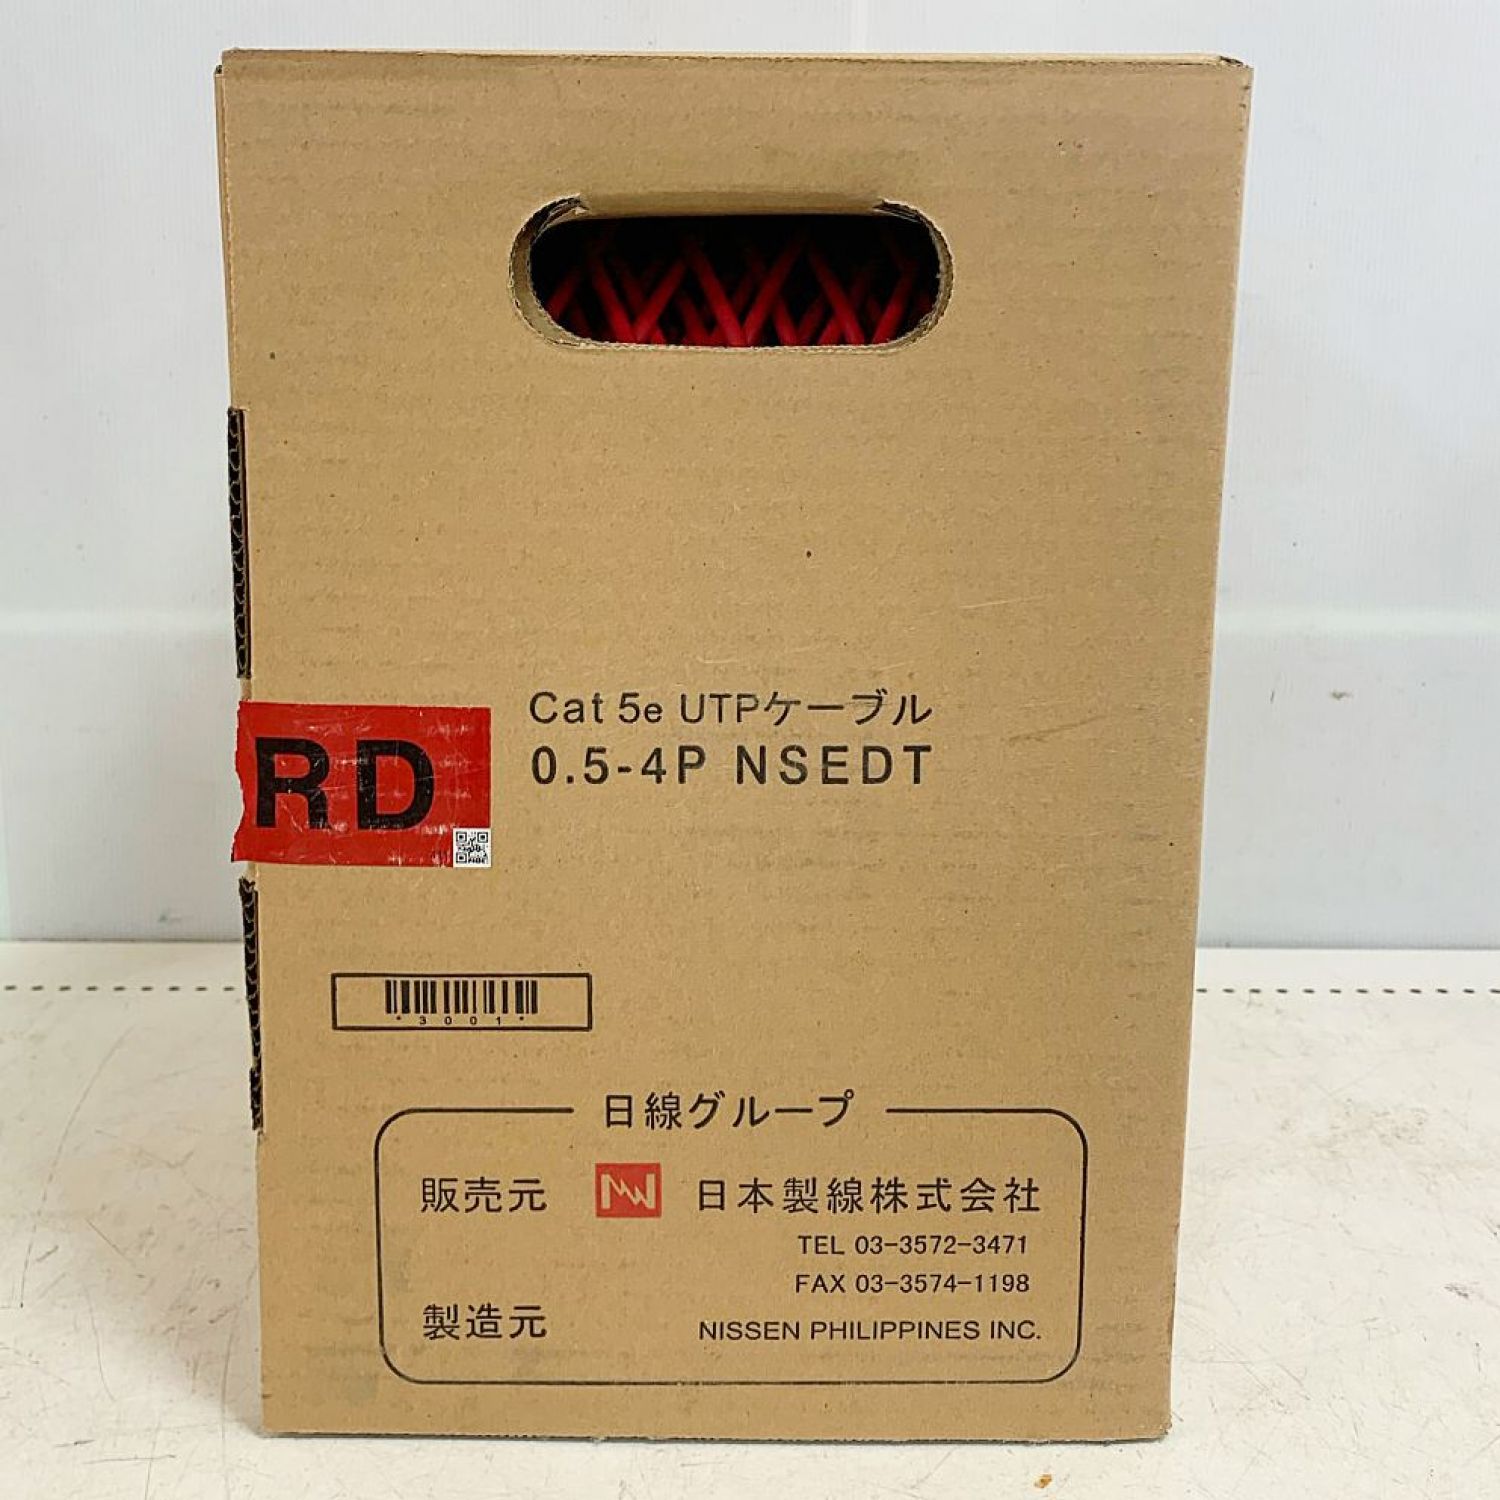 Cat 5e UTPケーブル
0.5-4P NSEDT
RD
*3001*
日線グループ
販売元 日本製線株式会社
TEL 03-3572-3471
FAX 03-3574-1198
製造元 NISSEN PHILIPPINES INC.